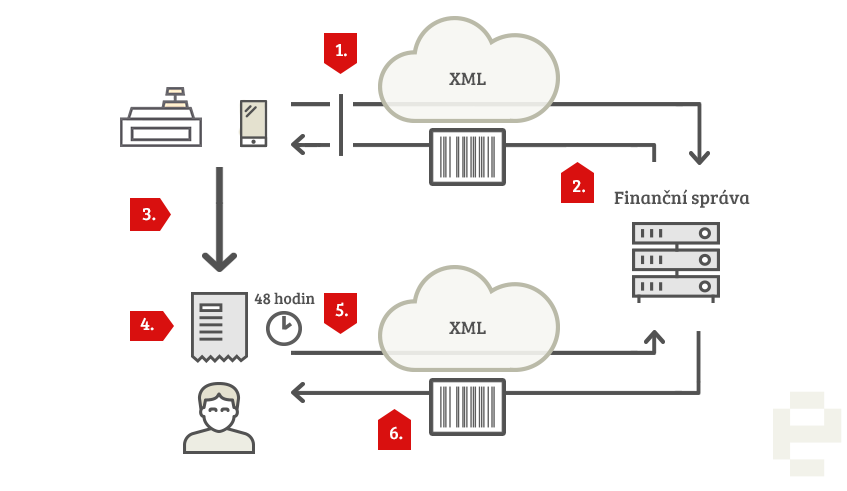 1.
XML
2.
Finanční správa
3.
48 hodin
5.
4.
XML
6.
e